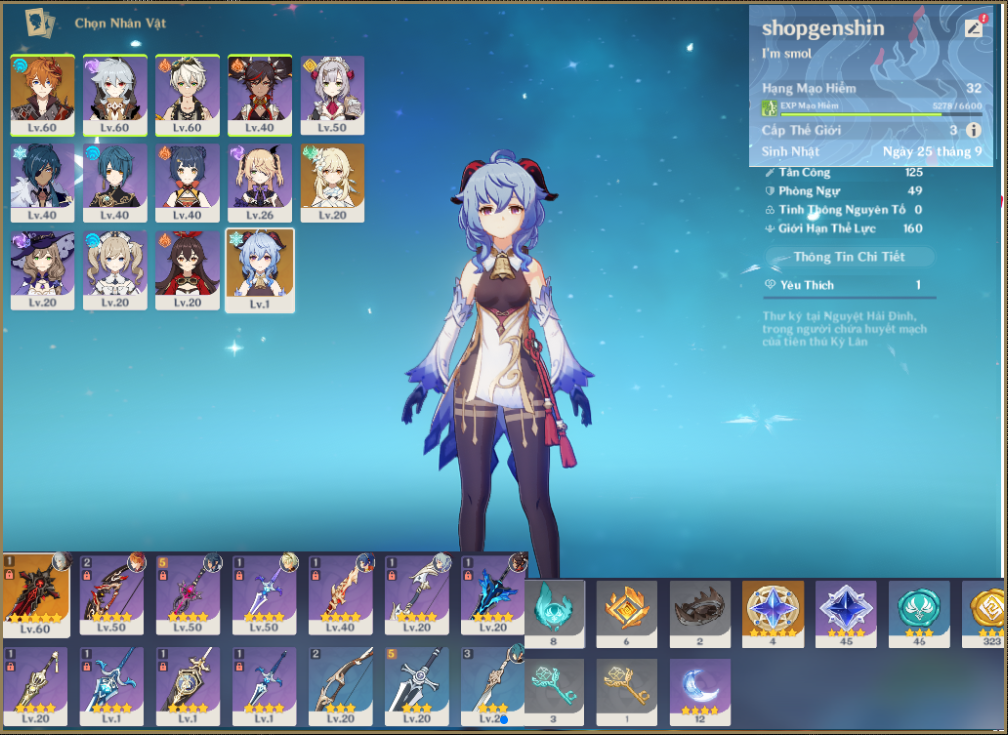 Chọn Nhân Vật
shopgenshin
I'm smol
Hạng Mạo Hiểm 32
EXP Mạo Hiểm 5278/6600
Cấp Thế Giới 3
Sinh Nhật Ngày 25 tháng 9
Tấn Công 125
Phòng Ngự 49
Tinh Thông Nguyên Tố 0
Giới Hạn Thể Lực 160
Thông Tin Chi Tiết
Yêu Thích 1
Thư ký tại Nguyệt Hải Đình,
trong người chứa huyết mạch
của tiên thú Kỳ Lân
Lv.60 Lv.60 Lv.60 Lv.40 Lv.50
Lv.40 Lv.40 Lv.40 Lv.26 Lv.20
Lv.20 Lv.20 Lv.20 Lv.1
1 2 5 1 1 1 1
Lv.60 Lv.50 Lv.50 Lv.50 Lv.40 Lv.20 Lv.20
8 6 2 4 45 46 323
1 1 1 1 2 5 3
Lv.20 Lv.1 Lv.1 Lv.1 Lv.20 Lv.20
3 1 12